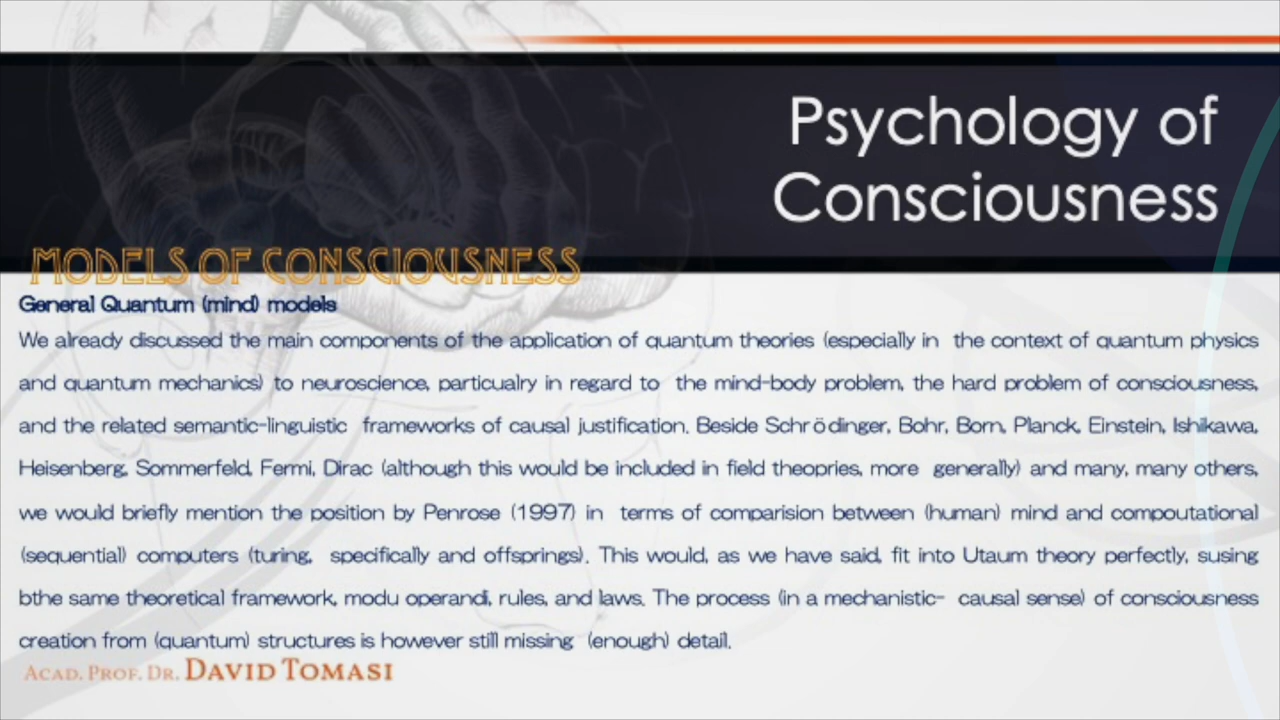 Psychology of
Consciousness
MODELS OF CONSCIOUSNESS
General Quantum (mind) models
We already discussed the main components of the application of quantum theories (especially in the context of quantum physics
and quantum mechanics) to neuroscience, particualry in regard to the mind-body problem, the hard problem of consciousness,
and the related semantic-linguistic frameworks of causal justification. Beside Schrödinger, Bohr, Born, Planck, Einstein, Ishikawa,
Heisenberg, Sommerfeld, Fermi, Dirac (although this would be included in field theopries, more generally) and many, many others,
we would briefly mention the position by Penrose (1997) in terms of comparision between (human) mind and compoutational
(sequential) computers (turing, specifically and offsprings). This would, as we have said, fit into Utaum theory perfectly, susing
bthe same theoretical framework, modu operandi, rules, and laws. The process (in a mechanistic- causal sense) of consciousness
creation from (quantum) structures is however still missing (enough) detail.
ACAD. PROF. DR. DAVID TOMASI